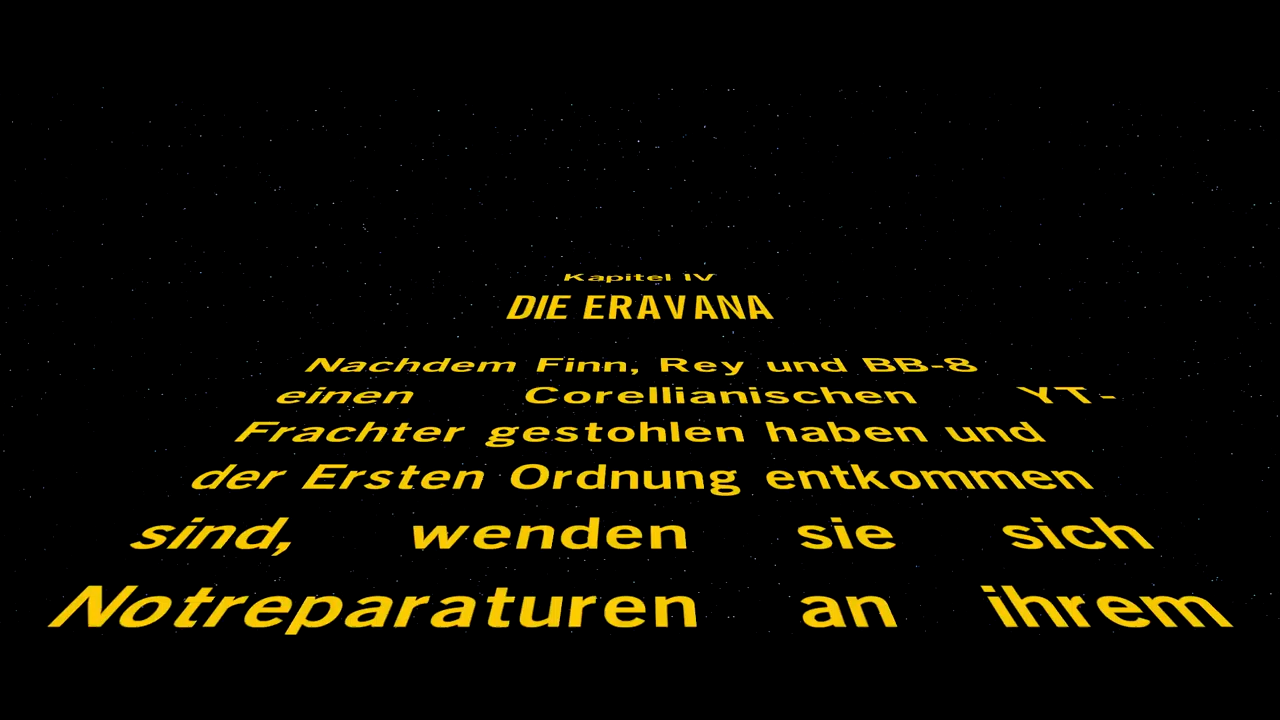 Kapitel IV
DIE ERAVANA
Nachdem Finn, Rey und BB-8
einen Corellianischen YT-
Frachter gestohlen haben und
der Ersten Ordnung entkommen
sind, wenden sie sich
Notreparaturen an ihrem